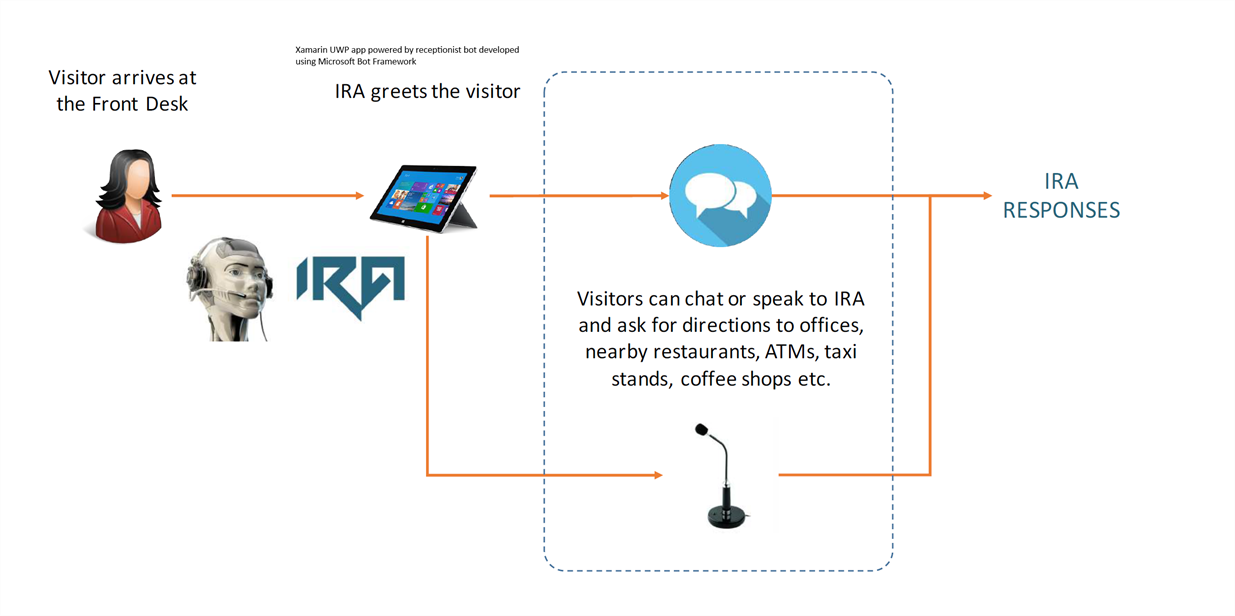 Xamarin UWP app powered by receptionist bot developed
using Microsoft Bot Framework
Visitor arrives at
the Front Desk
IRA greets the visitor
IRA
RESPONSES
IRA
Visitors can chat or speak to IRA
and ask for directions to offices,
nearby restaurants, ATMs, taxi
stands, coffee shops etc.